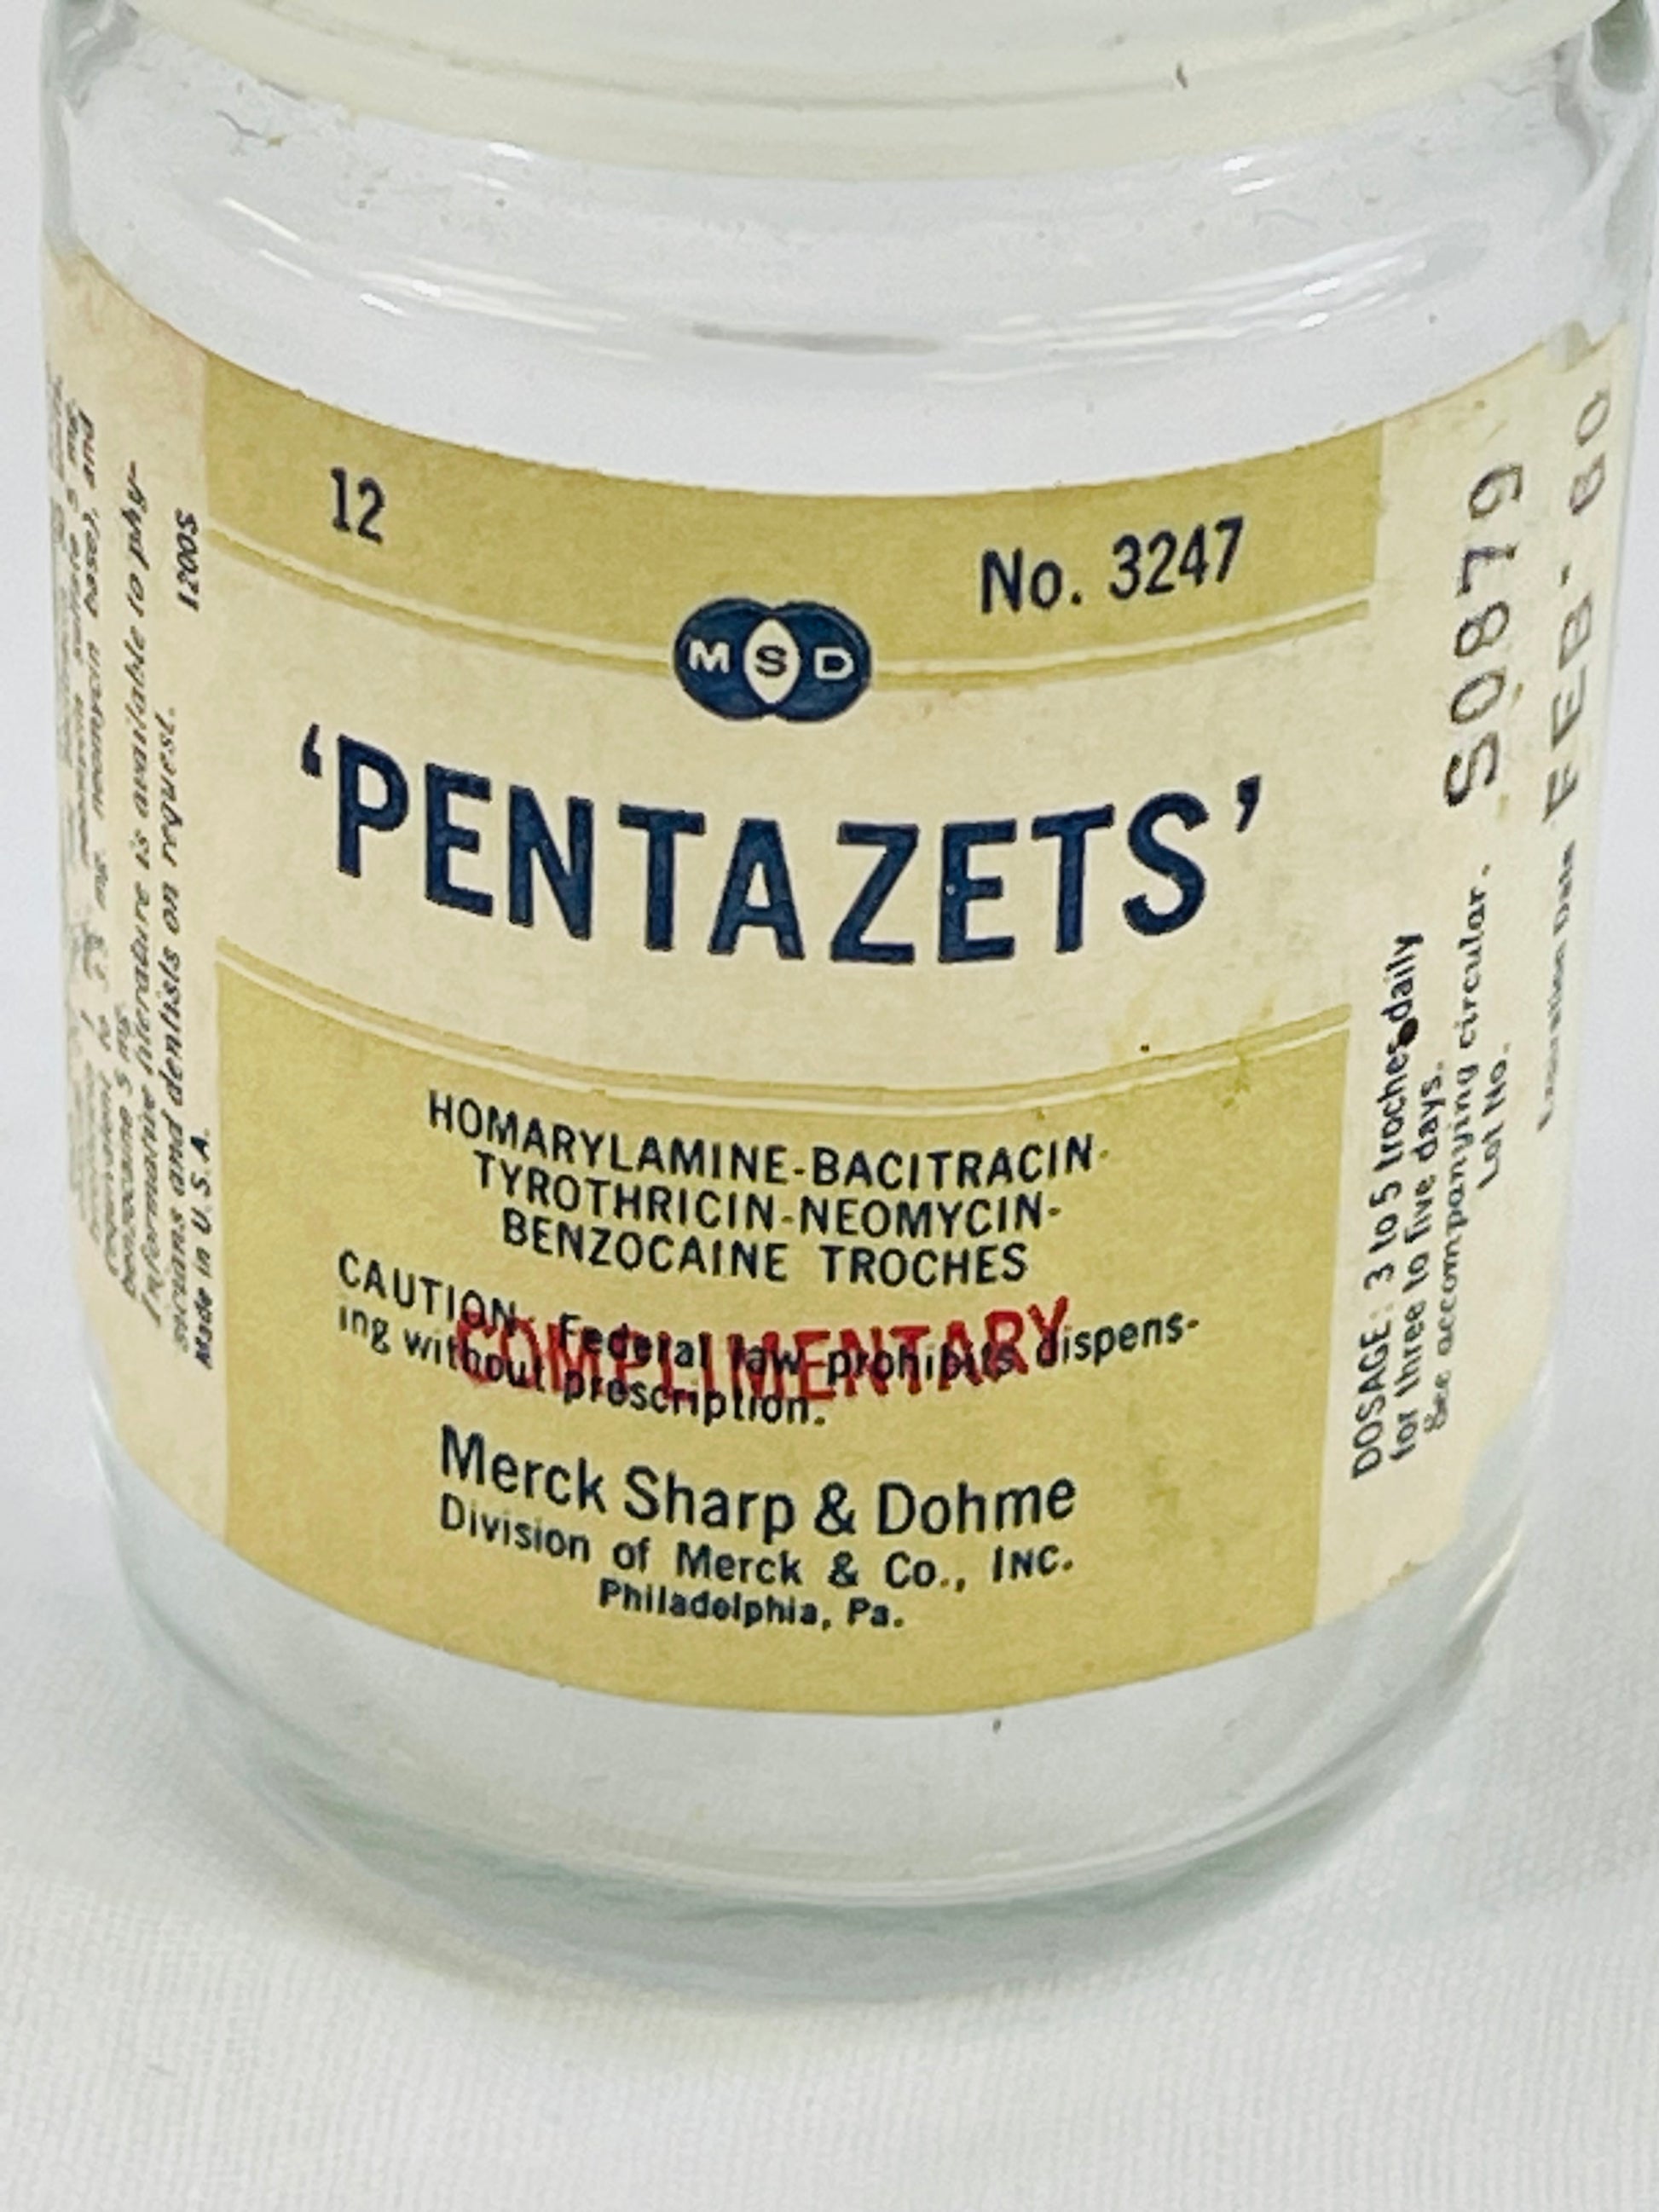 12
No. 3247
MSD
‘PENTAZETS’
HOMARYLAMINE-BACITRACIN-
TYROTHRICIN-NEOMYCIN-
BENZOCAINE TROCHES
CAUTION: Federal law prohibits dispens-
ing without prescription.
COMPLIMENTARY
Merck Sharp & Dohme
Division of Merck & Co., INC.
Philadelphia, Pa.
benzocaine
Informative literature is available to phy-
sicians and dentists on request.
Made in U.S.A.
DOSAGE: 3 to 5 troches daily
for three to five days.
See accompanying circular.
Lot No. S0879
Expiration Date FEB' 60